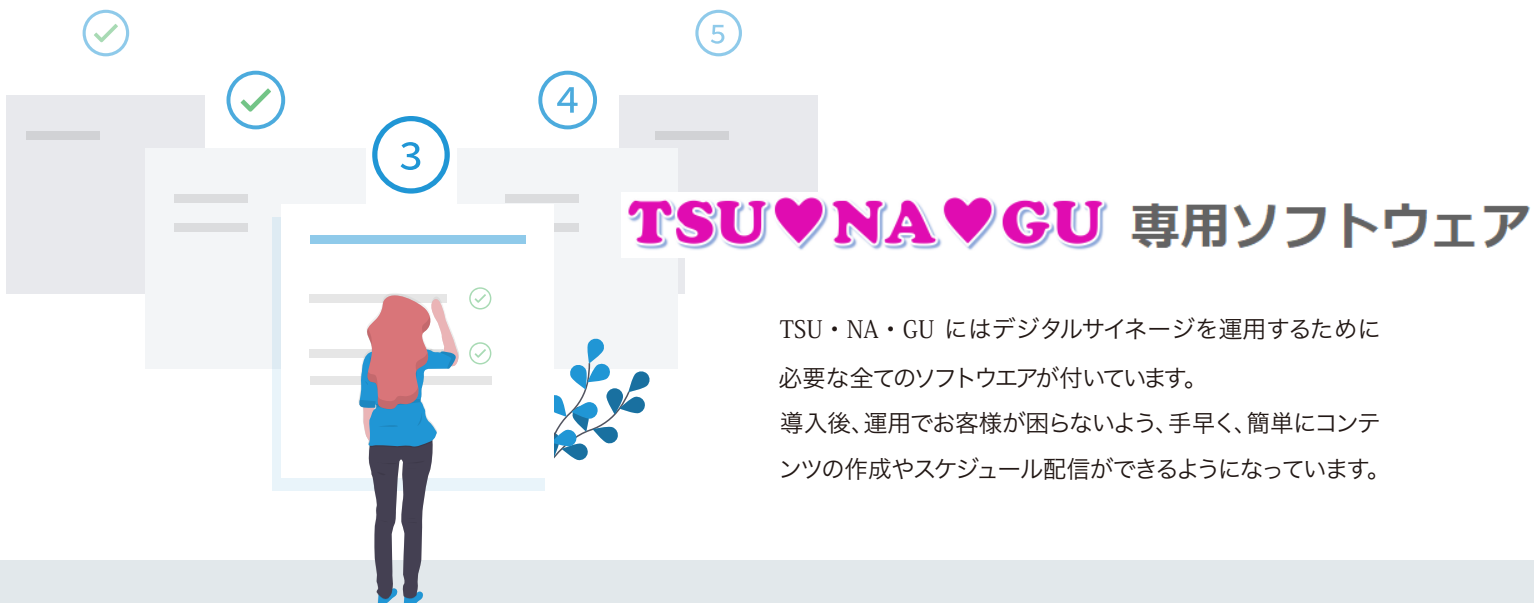 5
4
3
TSU♥NA♥GU 専用ソフトウェア
TSU・NA・GU にはデジタルサイネージを運用するために
必要な全てのソフトウエアが付いています。
導入後、運用でお客様が困らないよう、手早く、簡単にコンテ
ンツの作成やスケジュール配信ができるようになっています。